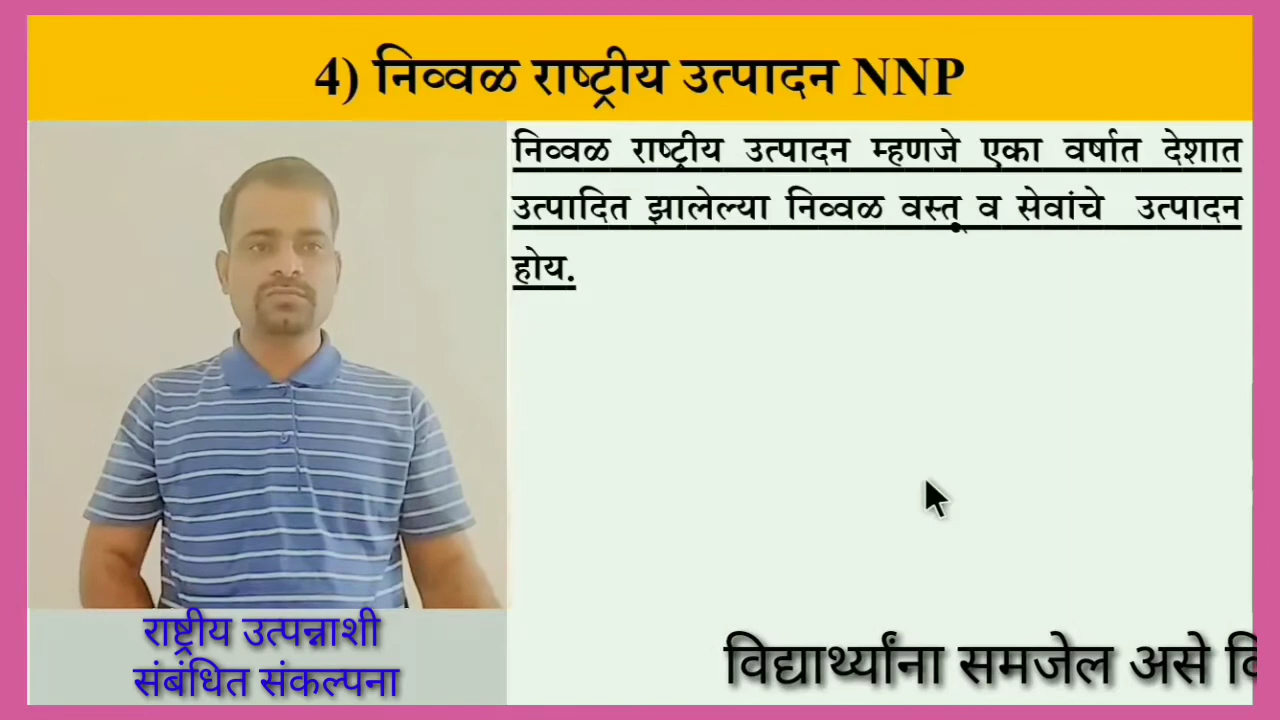 4) निव्वळ राष्ट्रीय उत्पादन NNP
निव्वळ राष्ट्रीय उत्पादन म्हणजे एका वर्षात देशात
उत्पादित झालेल्या निव्वळ वस्तू व सेवांचे उत्पादन
होय.
राष्ट्रीय उत्पन्नाशी
संबंधित संकल्पना
विद्यार्थ्यांना समजेल असे